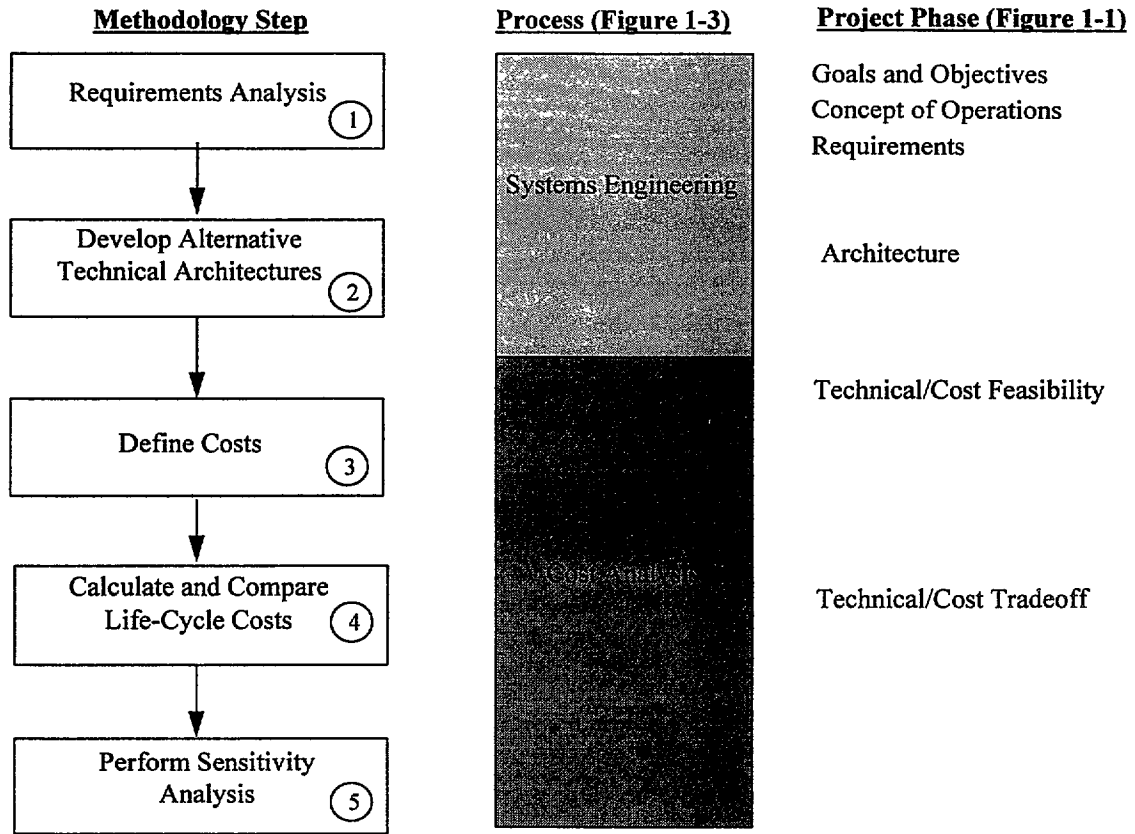 Methodology Step
Process (Figure 1-3)
Project Phase (Figure 1-1)
Requirements Analysis
1
Develop Alternative
Technical Architectures
2
Define Costs
3
Calculate and Compare
Life-Cycle Costs
4
Perform Sensitivity
Analysis
5
Systems Engineering
Cost Analysis
Goals and Objectives
Concept of Operations
Requirements
Architecture
Technical/Cost Feasibility
Technical/Cost Tradeoff